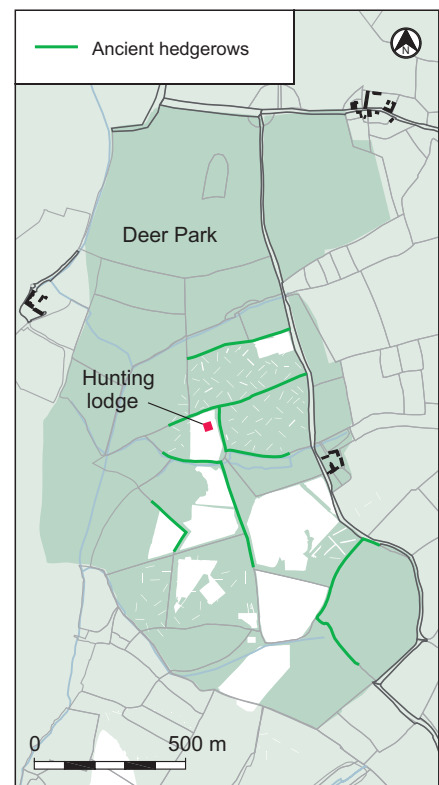 Ancient hedgerows
N
Deer Park
Hunting
lodge
0 500 m